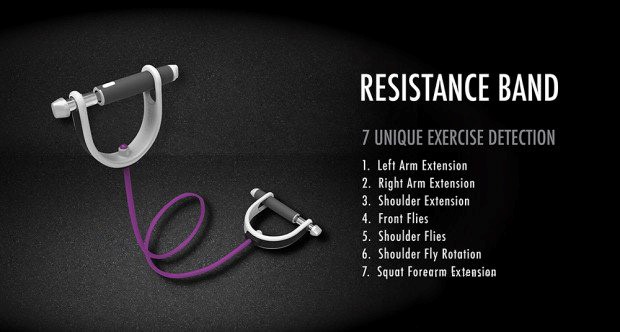 RESISTANCE BAND
7 UNIQUE EXERCISE DETECTION
1. Left Arm Extension
2. Right Arm Extension
3. Shoulder Extension
4. Front Flies
5. Shoulder Flies
6. Shoulder Fly Rotation
7. Squat Forearm Extension